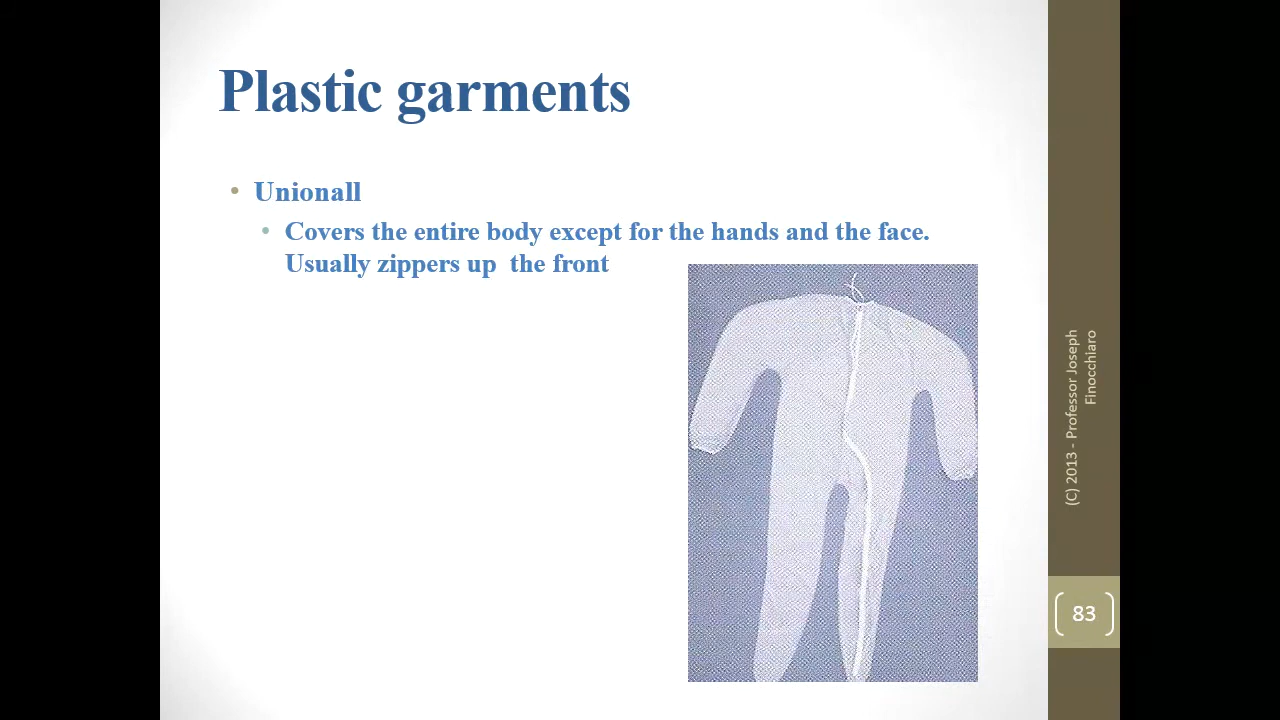 Plastic garments
• Unionall
• Covers the entire body except for the hands and the face.
Usually zippers up  the front
(C) 2013 - Professor Joseph
Finocchiaro
83